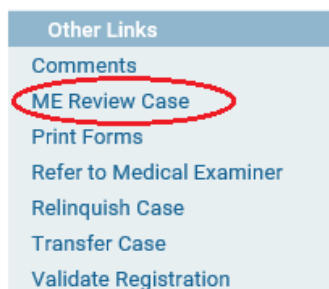 Other Links
Comments
ME Review Case
Print Forms
Refer to Medical Examiner
Relinquish Case
Transfer Case
Validate Registration